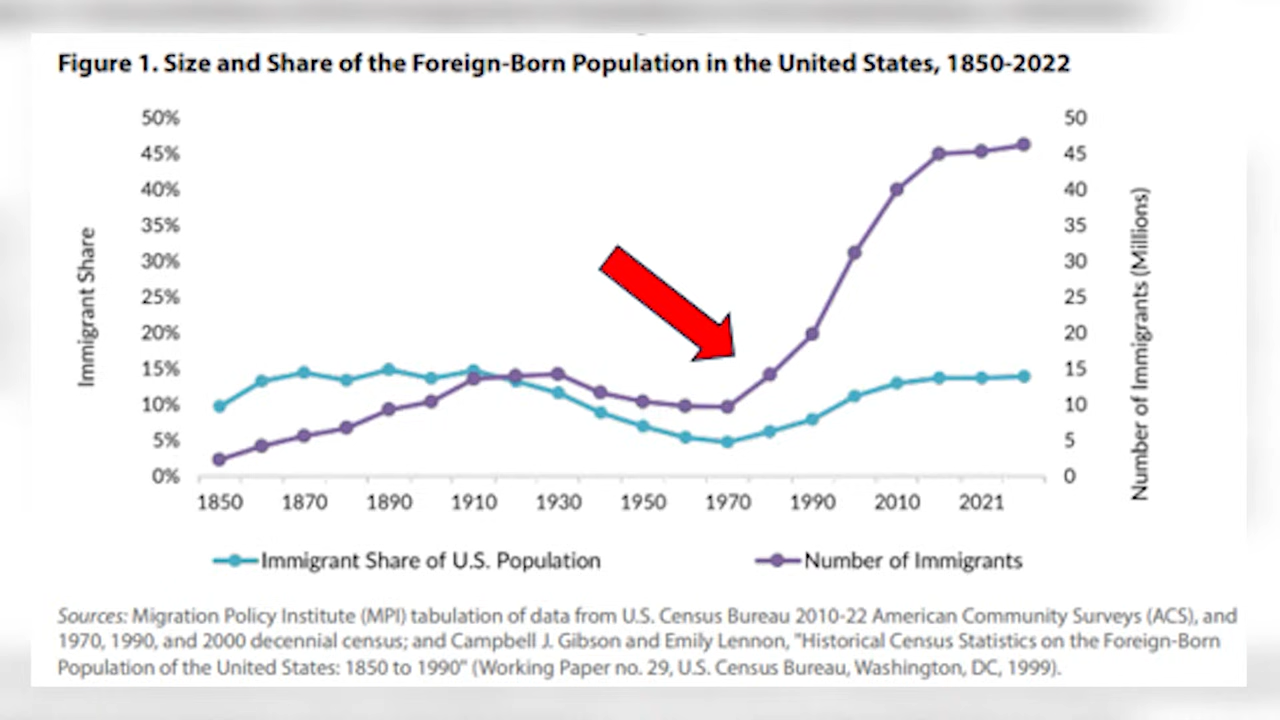 Figure 1. Size and Share of the Foreign-Born Population in the United States, 1850-2022
50%
45%
40%
35%
30%
25%
20%
15%
10%
5%
0%
Immigrant Share
50
45
40
35
30
25
20
15
10
5
0
Number of Immigrants (Millions)
1850 1870 1890 1910 1930 1950 1970 1990 2010 2021
Immigrant Share of U.S. Population
Number of Immigrants
Sources: Migration Policy Institute (MPI) tabulation of data from U.S. Census Bureau 2010-22 American Community Surveys (ACS), and
1970, 1990, and 2000 decennial census; and Campbell J. Gibson and Emily Lennon, "Historical Census Statistics on the Foreign-Born
Population of the United States: 1850 to 1990" (Working Paper no. 29, U.S. Census Bureau, Washington, DC, 1999).